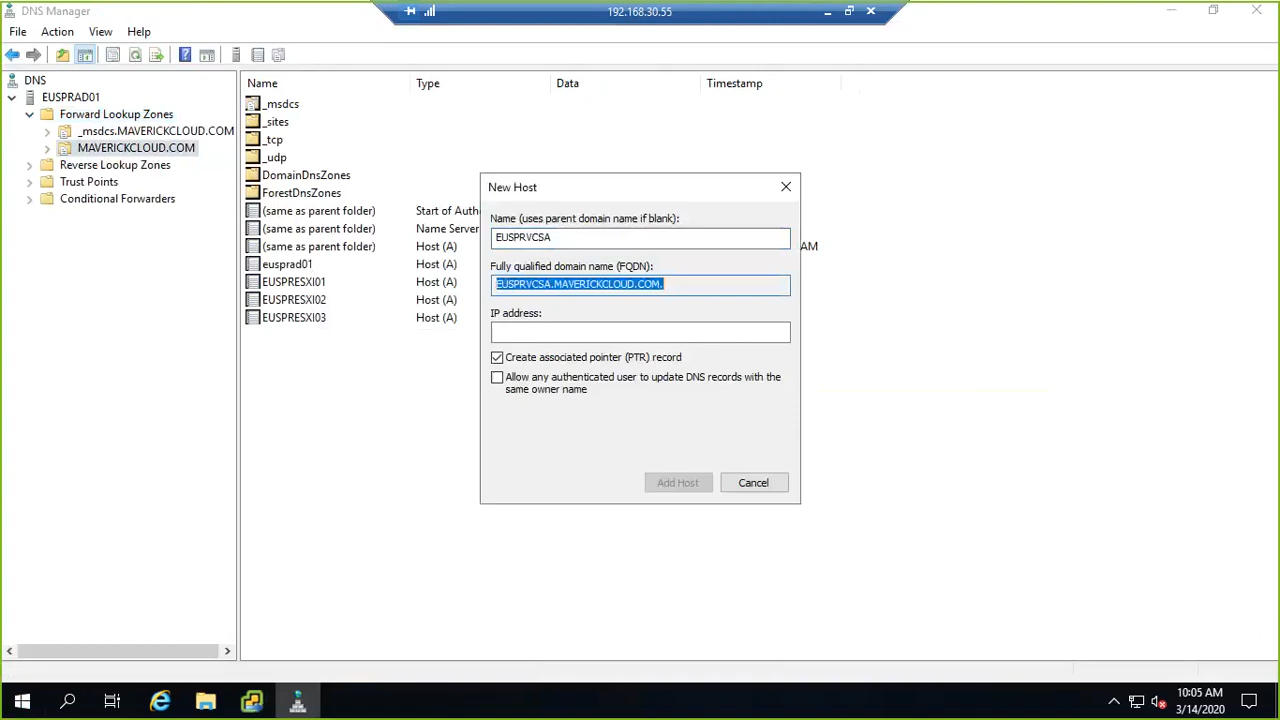 DNS Manager
192.168.30.55
File Action View Help
DNS
EUSPRAD01
Forward Lookup Zones
_msdcs.MAVERICKCLOUD.COM
MAVERICKCLOUD.COM
Reverse Lookup Zones
Trust Points
Conditional Forwarders
Name Type Data Timestamp
_msdcs
_sites
_tcp
_udp
DomainDnsZones
ForestDnsZones
(same as parent folder) Start of Auth
(same as parent folder) Name Server
(same as parent folder) Host (A) AM
eusprad01 Host (A)
EUSPRESXI01 Host (A)
EUSPRESXI02 Host (A)
EUSPRESXI03 Host (A)
New Host
Name (uses parent domain name if blank):
EUSPRVCSA
Fully qualified domain name (FQDN):
EUSPRVCSA.MAVERICKCLOUD.COM.
IP address:
Create associated pointer (PTR) record
Allow any authenticated user to update DNS records with the
same owner name
Add Host Cancel
10:05 AM
3/14/2020